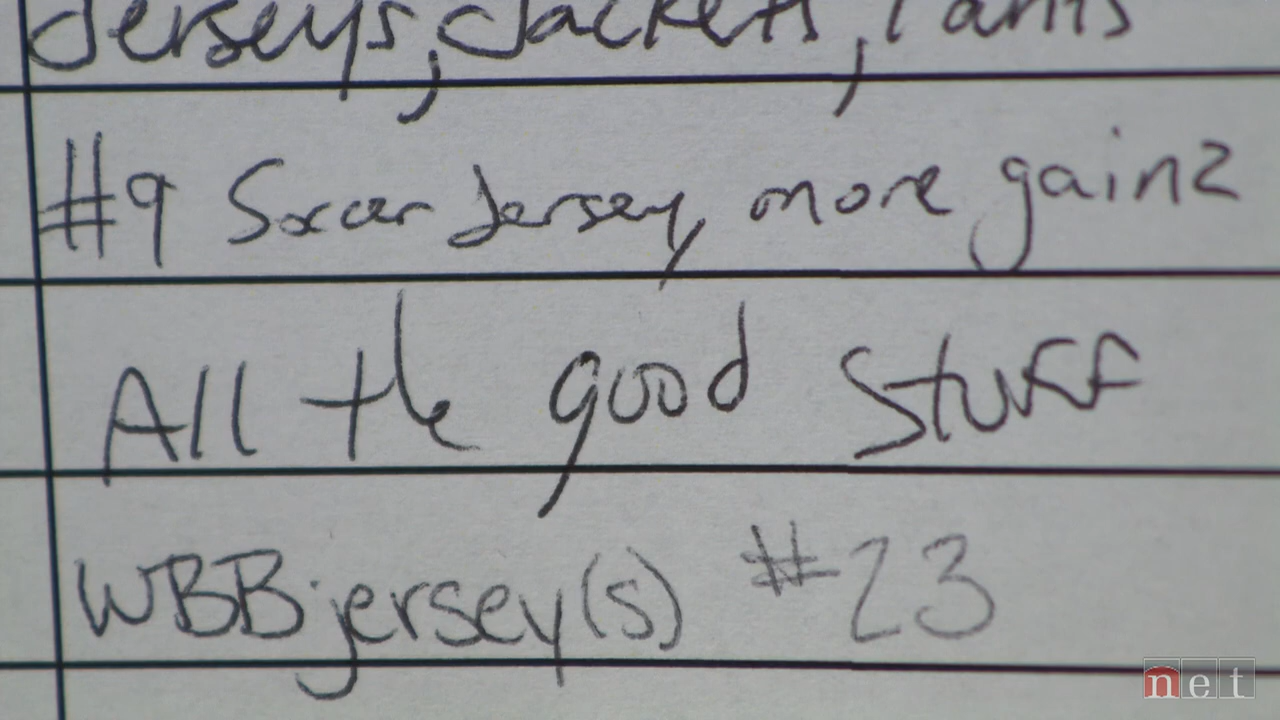 Jerseys, Jackets, Pants
#9 Soccer Jersey, more gainz
All the good stuff
WBB jersey(s) #23
net